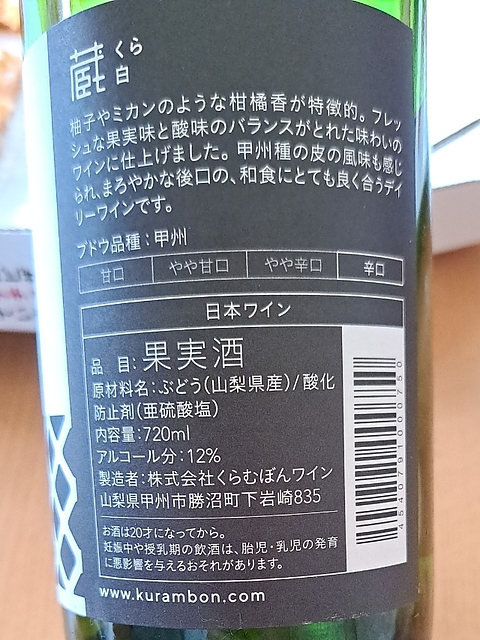 蔵 くら
白
柚子やミカンのような柑橘香が特徴的。フレッ
シュな果実味と酸味のバランスがとれた味わいの
ワインに仕上げました。甲州種の皮の風味も感じ
られ、まろやかな後口の、和食にとても良く合うデイ
リーワインです。
ブドウ品種：甲州
甘口 やや甘口 やや辛口 辛口
日本ワイン
品 目：果実酒
原材料名：ぶどう（山梨県産）/酸化
防止剤（亜硫酸塩）
内容量：720ml
アルコール分：12%
製造者：株式会社くらむぼんワイン
山梨県甲州市勝沼町下岩崎835
お酒は20才になってから。
妊娠中や授乳期の飲酒は、胎児・乳児の発育
に悪影響を与えるおそれがあります。
www.kurambon.com
4540791000750